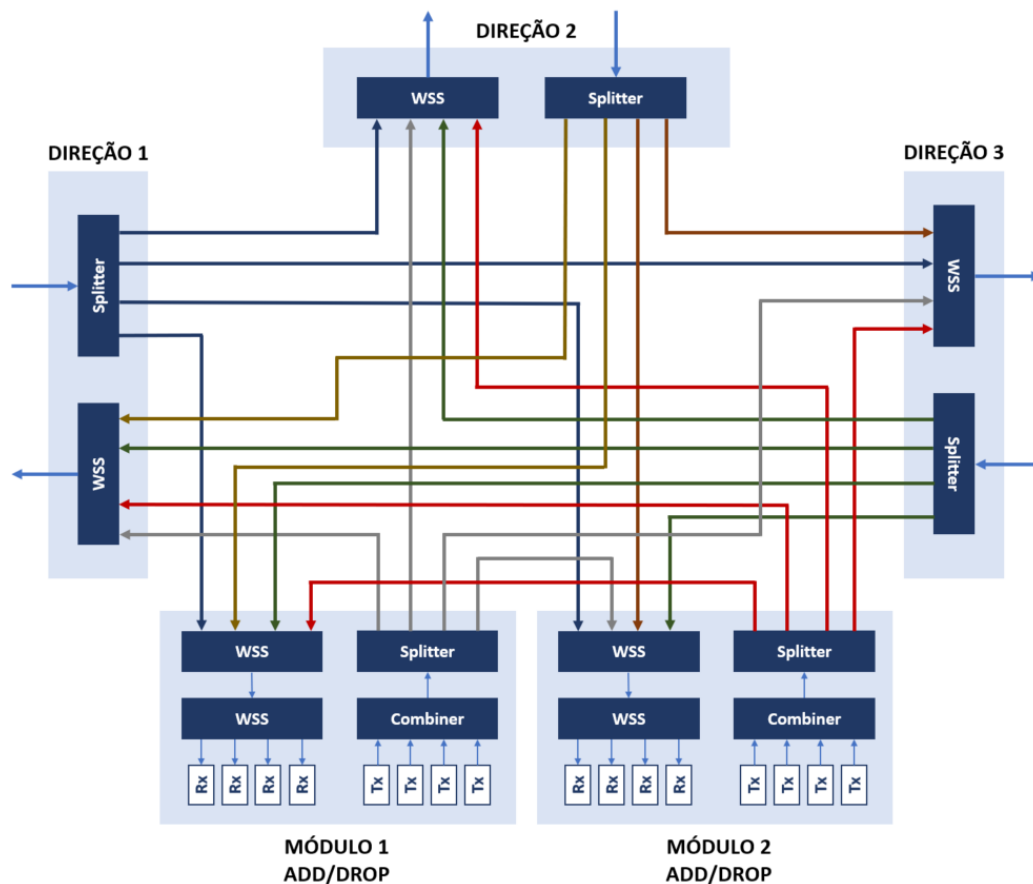 DIREÇÃO 2
WSS
Splitter
DIREÇÃO 1
DIREÇÃO 3
Splitter
WSS
WSS
Splitter
WSS
Splitter
WSS
Splitter
WSS
Combiner
WSS
Combiner
Rx Rx Rx Rx Tx Tx Tx Tx
Rx Rx Rx Rx Tx Tx Tx Tx
MÓDULO 1
ADD/DROP
MÓDULO 2
ADD/DROP